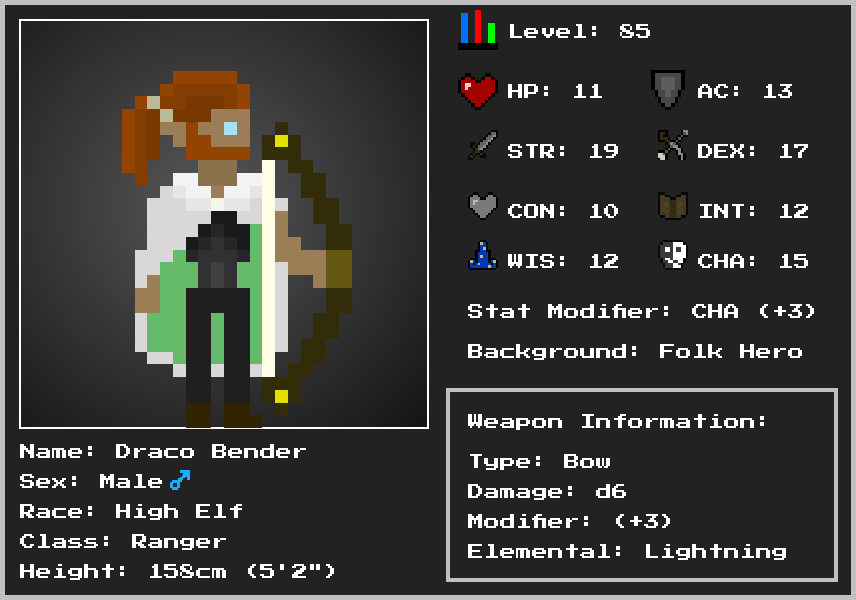 Level: 85
HP: 11 AC: 13
STR: 19 DEX: 17
CON: 10 INT: 12
WIS: 12 CHA: 15
Stat Modifier: CHA (+3)
Background: Folk Hero
Weapon Information:
Type: Bow
Damage: d6
Modifier: (+3)
Elemental: Lightning
Name: Draco Bender
Sex: Male ♂
Race: High Elf
Class: Ranger
Height: 158cm (5'2")